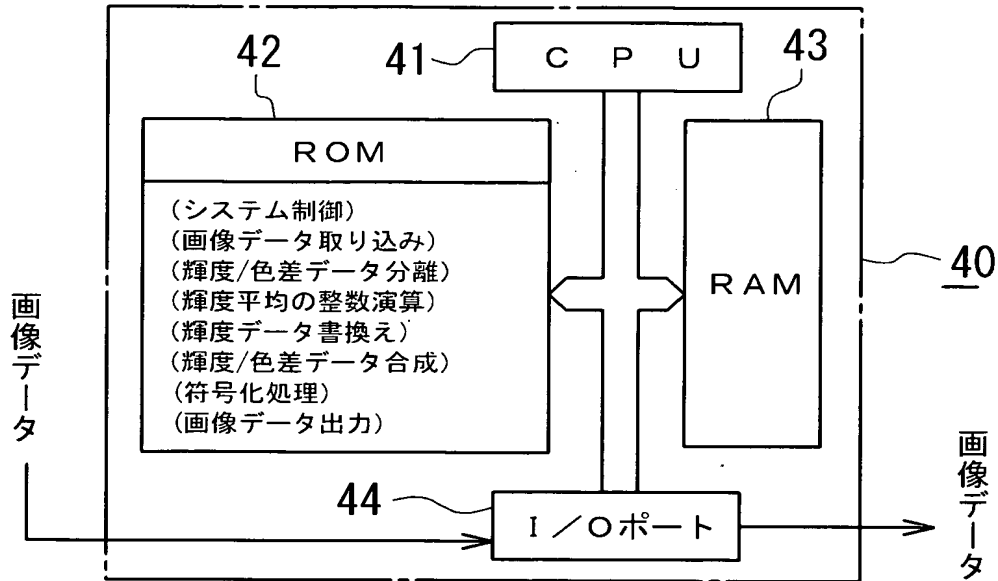 41
CPU
42
ROM
(システム制御)
(画像データ取り込み)
(輝度/色差データ分離)
(輝度平均の整数演算)
(輝度データ書換え)
(輝度/色差データ合成)
(符号化処理)
(画像データ出力)
43
RAM
40
画像データ
44
I/Oポート
画像データ